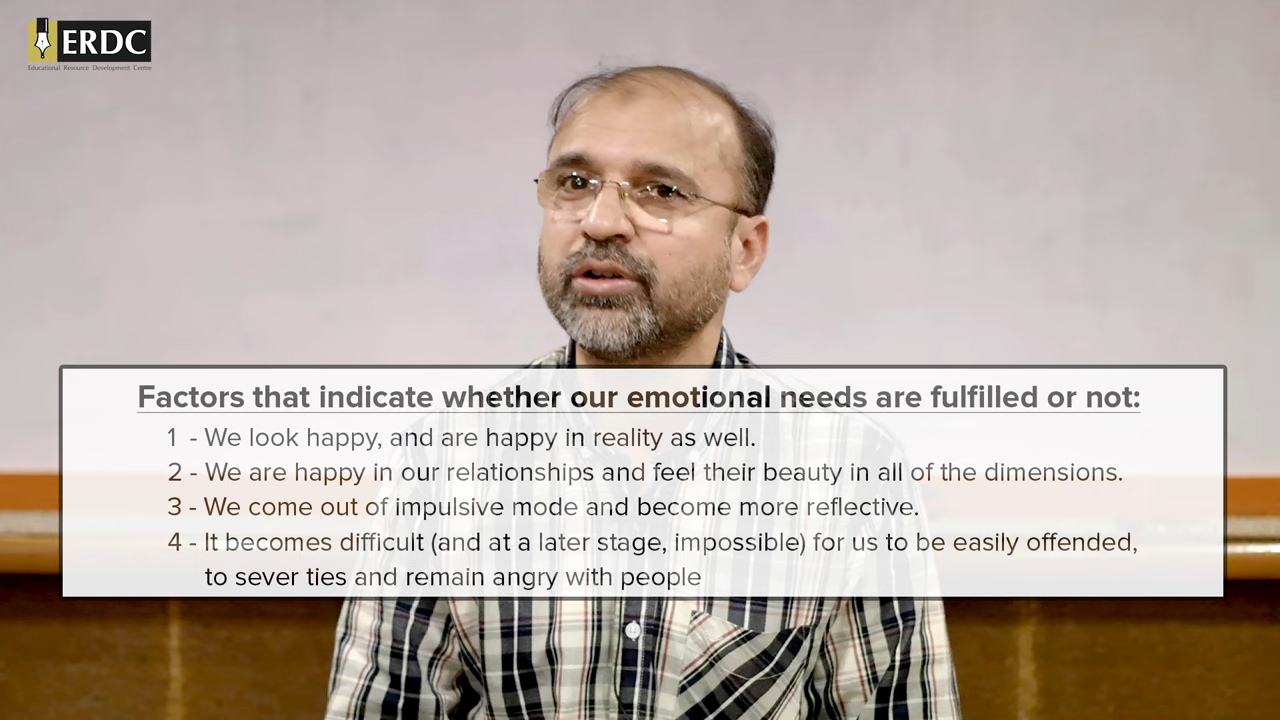 ERDC
Educational Resource Development Centre
Factors that indicate whether our emotional needs are fulfilled or not:
1 - We look happy, and are happy in reality as well.
2 - We are happy in our relationships and feel their beauty in all of the dimensions.
3 - We come out of impulsive mode and become more reflective.
4 - It becomes difficult (and at a later stage, impossible) for us to be easily offended,
to sever ties and remain angry with people